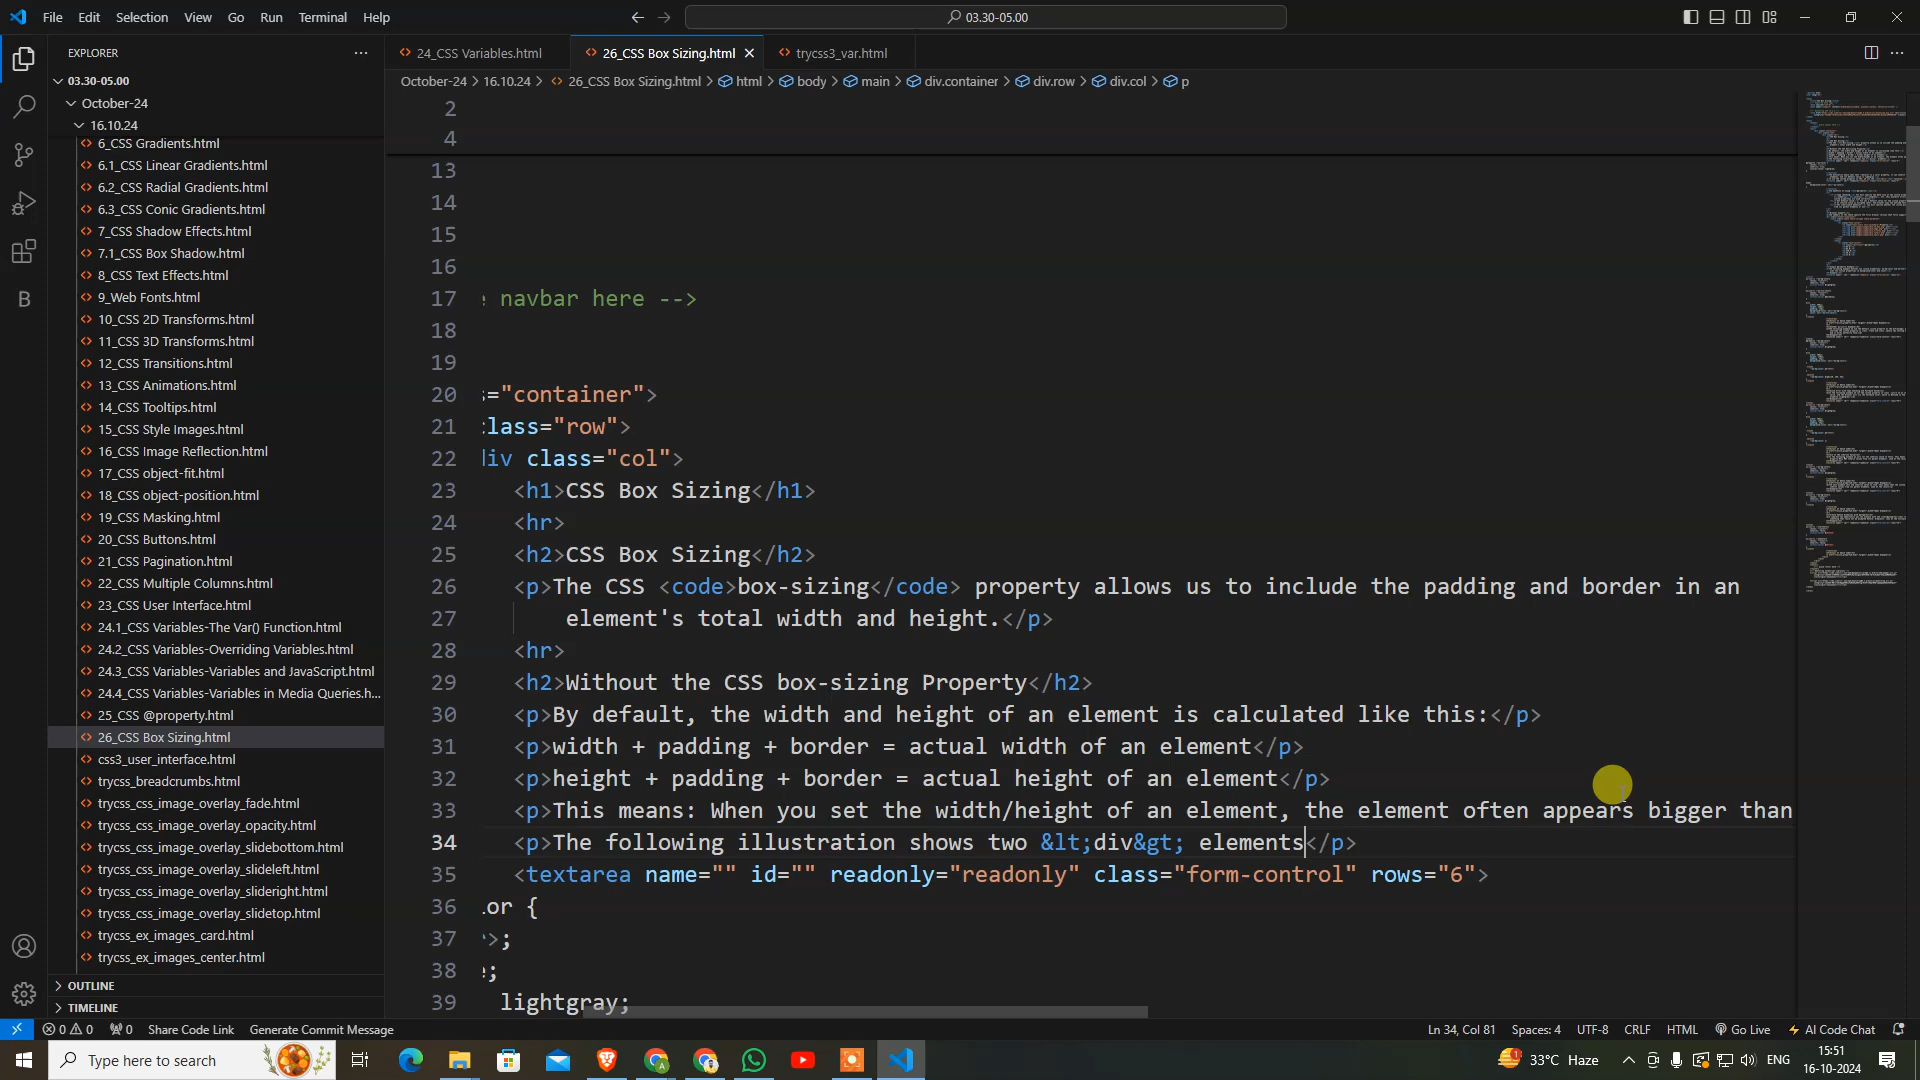 File Edit Selection View Go Run Terminal Help
03.30-05.00
EXPLORER
24_CSS Variables.html
26_CSS Box Sizing.html
trycss3_var.html
03.30-05.00
October-24 > 16.10.24 > 26_CSS Box Sizing.html > html > body > main > div.container > div.row > div.col > p
October-24
16.10.24
6_CSS Gradients.html
6.1_CSS Linear Gradients.html
6.2_CSS Radial Gradients.html
6.3_CSS Conic Gradients.html
7_CSS Shadow Effects.html
7.1_CSS Box Shadow.html
8_CSS Text Effects.html
9_Web Fonts.html
10_CSS 2D Transforms.html
11_CSS 3D Transforms.html
12_CSS Transitions.html
13_CSS Animations.html
14_CSS Tooltips.html
15_CSS Style Images.html
16_CSS Image Reflection.html
17_CSS object-fit.html
18_CSS object-position.html
19_CSS Masking.html
20_CSS Buttons.html
21_CSS Pagination.html
22_CSS Multiple Columns.html
23_CSS User Interface.html
24.1_CSS Variables-The Var() Function.html
24.2_CSS Variables-Overriding Variables.html
24.3_CSS Variables-Variables and JavaScript.html
24.4_CSS Variables-Variables in Media Queries.h...
25_CSS @property.html
26_CSS Box Sizing.html
css3_user_interface.html
trycss_breadcrumbs.html
trycss_css_image_overlay_fade.html
trycss_css_image_overlay_opacity.html
trycss_css_image_overlay_slidebottom.html
trycss_css_image_overlay_slideleft.html
trycss_css_image_overlay_slideright.html
trycss_css_image_overlay_slidetop.html
trycss_ex_images_card.html
trycss_ex_images_center.html
OUTLINE
TIMELINE
2
4
13
14
15
16
17 navbar here -->
18
19
20 ="container">
21 lass="row">
22 iv class="col">
23 <h1>CSS Box Sizing</h1>
24 <hr>
25 <h2>CSS Box Sizing</h2>
26 <p>The CSS <code>box-sizing</code> property allows us to include the padding and border in an
27 element's total width and height.</p>
28 <hr>
29 <h2>Without the CSS box-sizing Property</h2>
30 <p>By default, the width and height of an element is calculated like this:</p>
31 <p>width + padding + border = actual width of an element</p>
32 <p>height + padding + border = actual height of an element</p>
33 <p>This means: When you set the width/height of an element, the element often appears bigger than
34 <p>The following illustration shows two &lt;div&gt; elements</p>
35 <textarea name="" id="" readonly="readonly" class="form-control" rows="6">
36 or {
37 >;
38 ;
39 lightgray;
0 0 0 Share Code Link Generate Commit Message
Ln 34, Col 81 Spaces: 4 UTF-8 CRLF HTML Go Live AI Code Chat
Type here to search
33°C Haze
ENG
15:51
16-10-2024